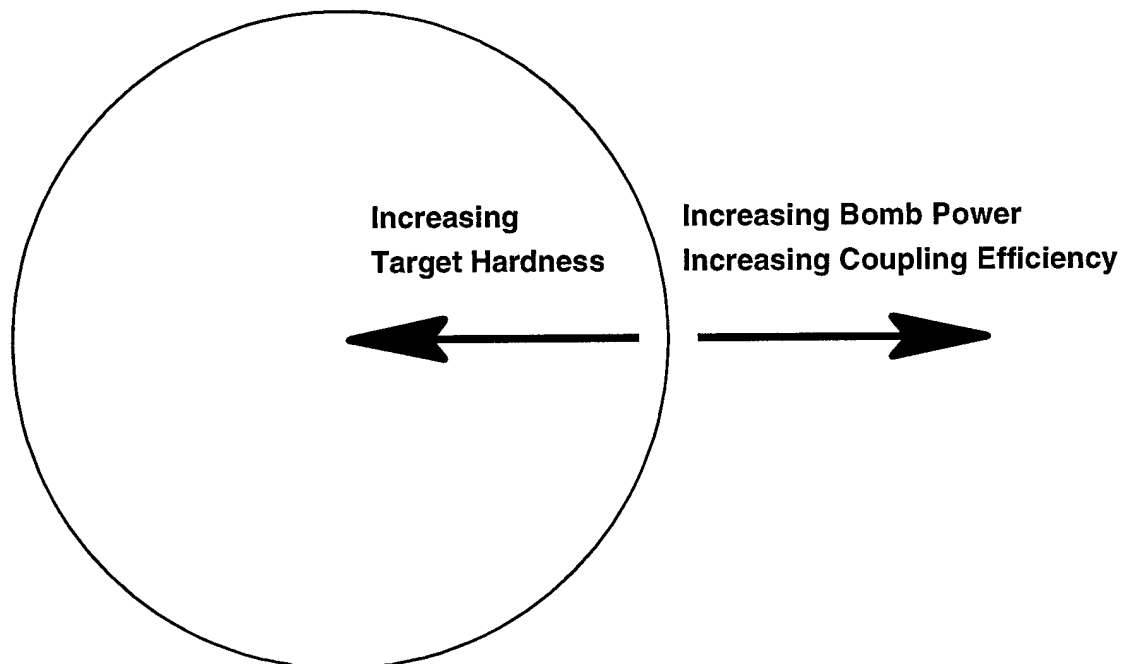 Increasing
Target Hardness
Increasing Bomb Power
Increasing Coupling Efficiency